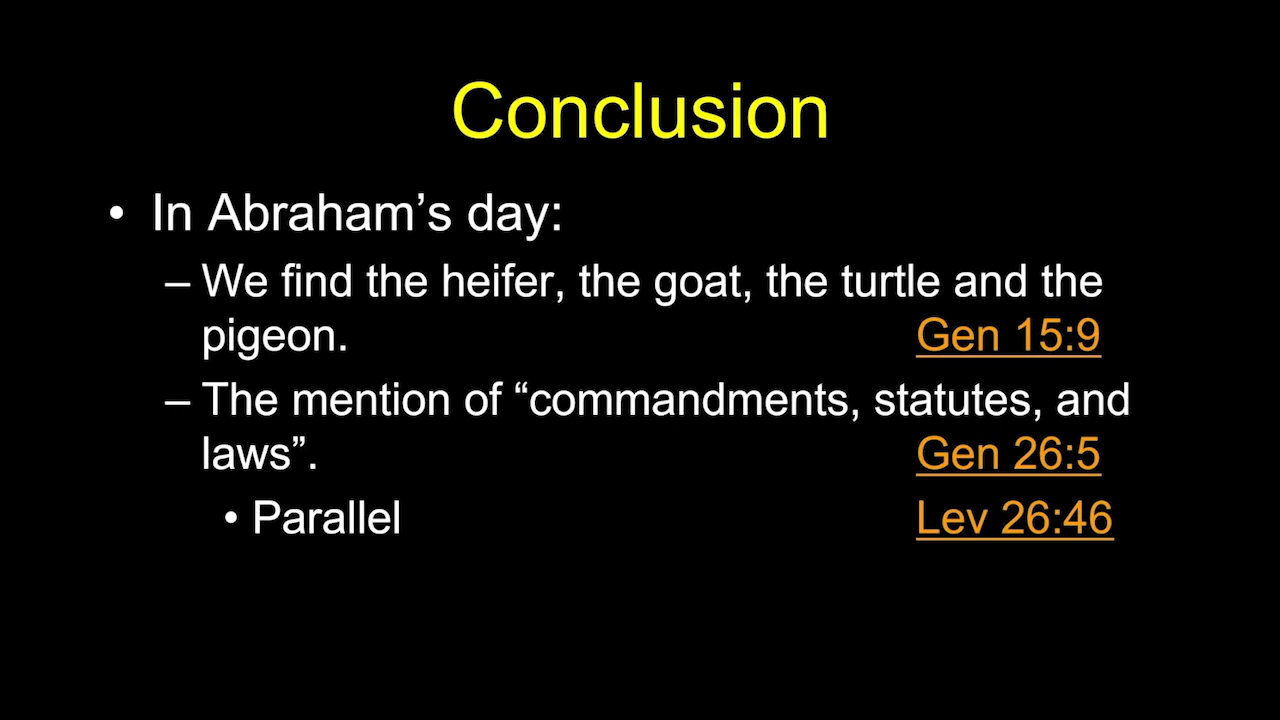 Conclusion
• In Abraham’s day:
– We find the heifer, the goat, the turtle and the
pigeon. Gen 15:9
– The mention of “commandments, statutes, and
laws”. Gen 26:5
• Parallel Lev 26:46